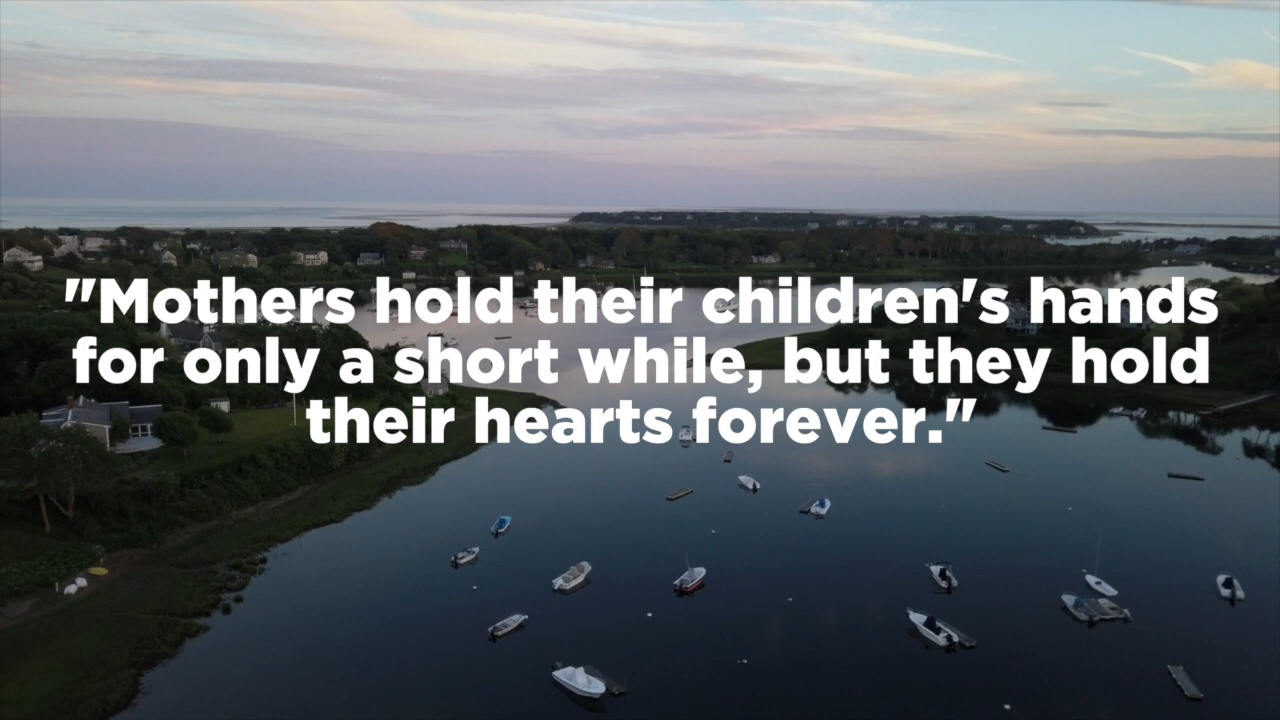 "Mothers hold their children's hands
for only a short while, but they hold
their hearts forever."